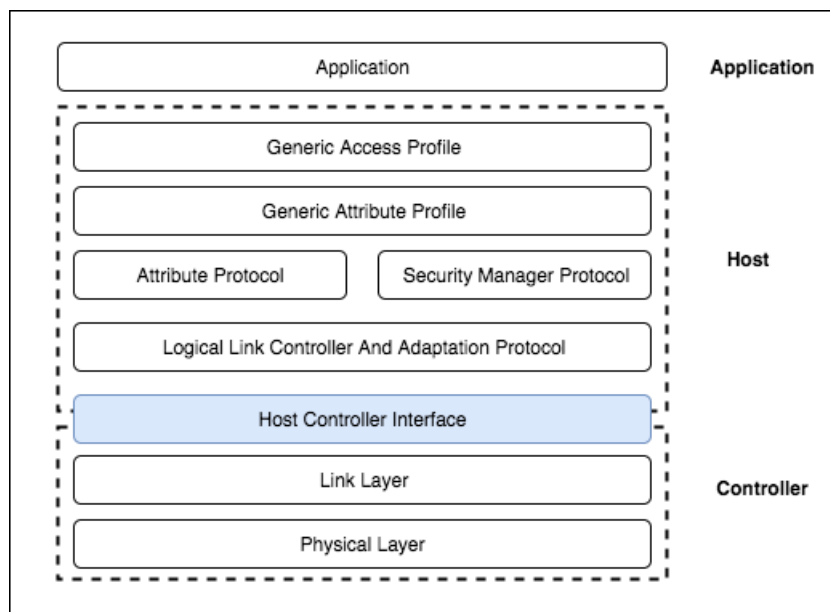 Application
Application
Generic Access Profile
Generic Attribute Profile
Attribute Protocol
Security Manager Protocol
Host
Logical Link Controller And Adaptation Protocol
Host Controller Interface
Link Layer
Controller
Physical Layer